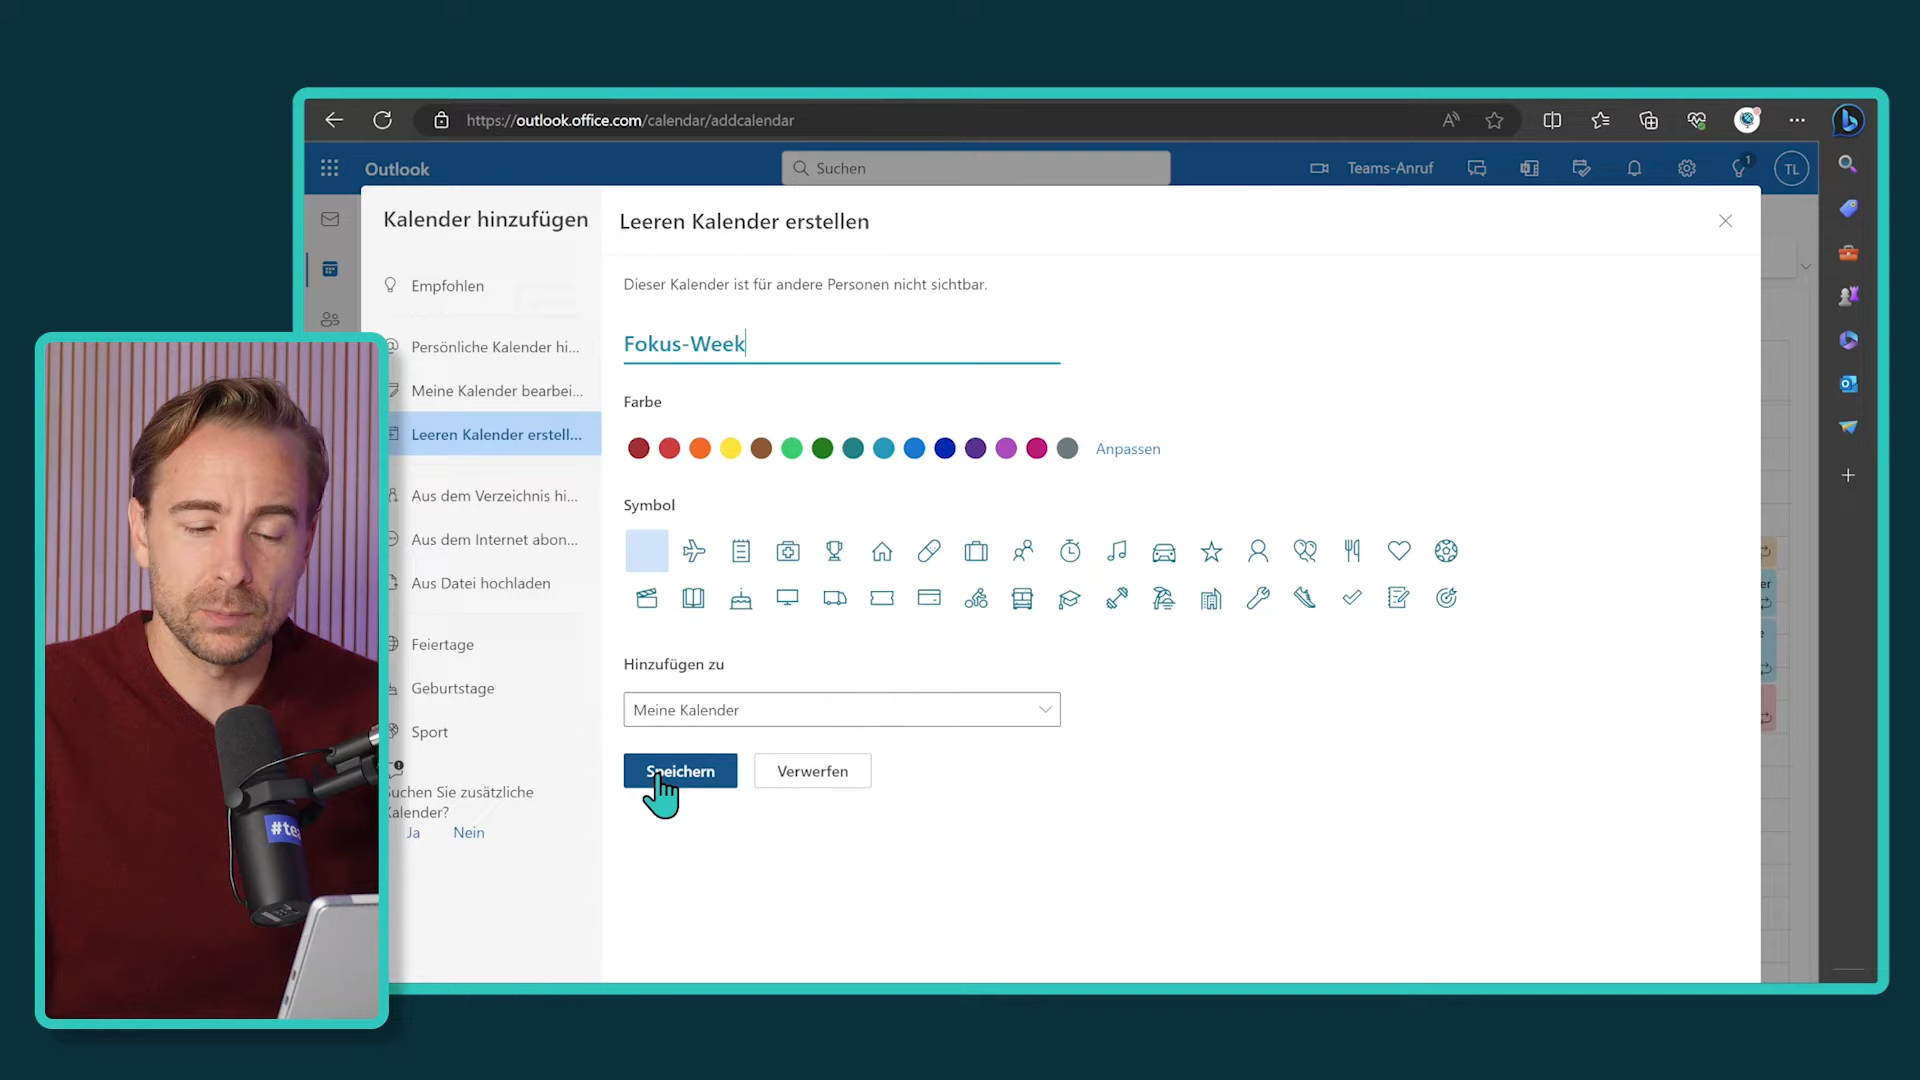 https://outlook.office.com/calendar/addcalendar
Outlook
Suchen
Teams-Anruf
1
TL
Kalender hinzufügen
Empfohlen
Persönliche Kalender hi...
Meine Kalender bearbei...
Leeren Kalender erstell...
Aus dem Verzeichnis hi...
Aus dem Internet abon...
Aus Datei hochladen
Feiertage
Geburtstage
Sport
Suchen Sie zusätzliche
Kalender?
Ja Nein
Leeren Kalender erstellen
Dieser Kalender ist für andere Personen nicht sichtbar.
Fokus-Week
Farbe
Anpassen
Symbol
Hinzufügen zu
Meine Kalender
Speichern
Verwerfen